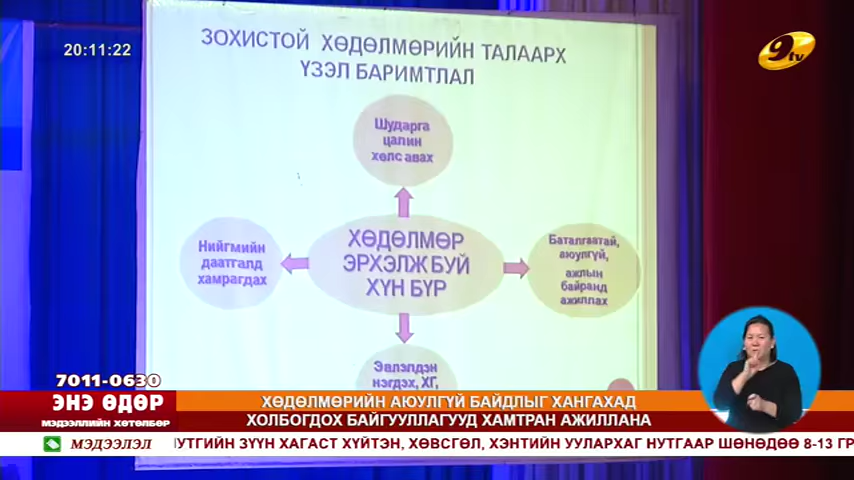 20:11:22
9tv
ЗОХИСТОЙ ХӨДӨЛМӨРИЙН ТАЛААРХ
ҮЗЭЛ БАРИМТЛАЛ
Шударга
цалин
хөлс авах
Нийгмийн
даатгалд
хамрагдах
ХӨДӨЛМӨР
ЭРХЭЛЖ БУЙ
ХҮН БҮР
Баталгаатай,
аюулгүй,
ажлын
байранд
ажиллах
Эвлэлдэн
нэгдэх, ХГ,
7011-0630
ЭНЭ ӨДӨР
МЭДЭЭЛЛИЙН ХӨТӨЛБӨР
ХӨДӨЛМӨРИЙН АЮУЛГҮЙ БАЙДЛЫГ ХАНГАХАД
ХОЛБОГДОХ БАЙГУУЛЛАГУУД ХАМТРАН АЖИЛЛАНА
МЭДЭЭЛЭЛ
НУТГИЙН ЗҮҮН ХАГАСТ ХҮЙТЭН, ХӨВСГӨЛ, ХЭНТИЙН УУЛАРХАГ НУТГААР ШӨНӨДӨӨ 8-13 ГР